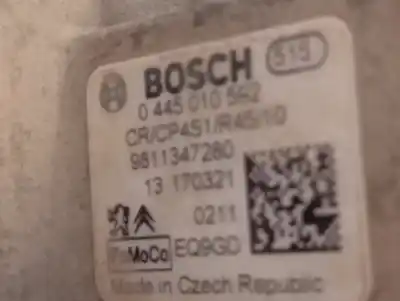 BOSCH 515
0 445 010 592
CR/CP4S1/R45/10
9811347280
13 170321
0211
FoMoCo EQ9GD
Made in Czech Republic